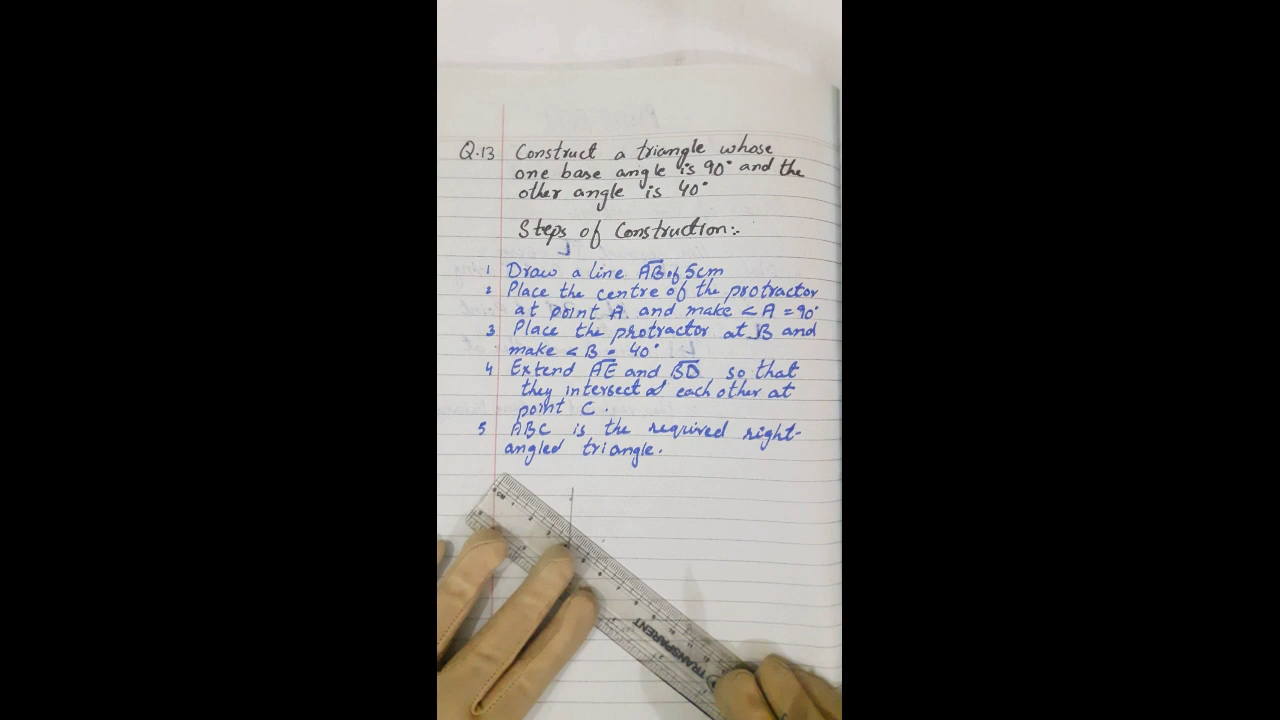 Q.13 Construct a triangle whose
one base angle is 90° and the
other angle is 40°
Steps of Construction:-
1 Draw a line AB of 5cm
2 Place the centre of the protractor
at point A and make <A = 90°
3 Place the protractor at B and
make <B = 40°
4 Extend AE and BD so that
they intersect at each other at
point C.
5 ABC is the required right-
angled triangle.
TRANSPARENT